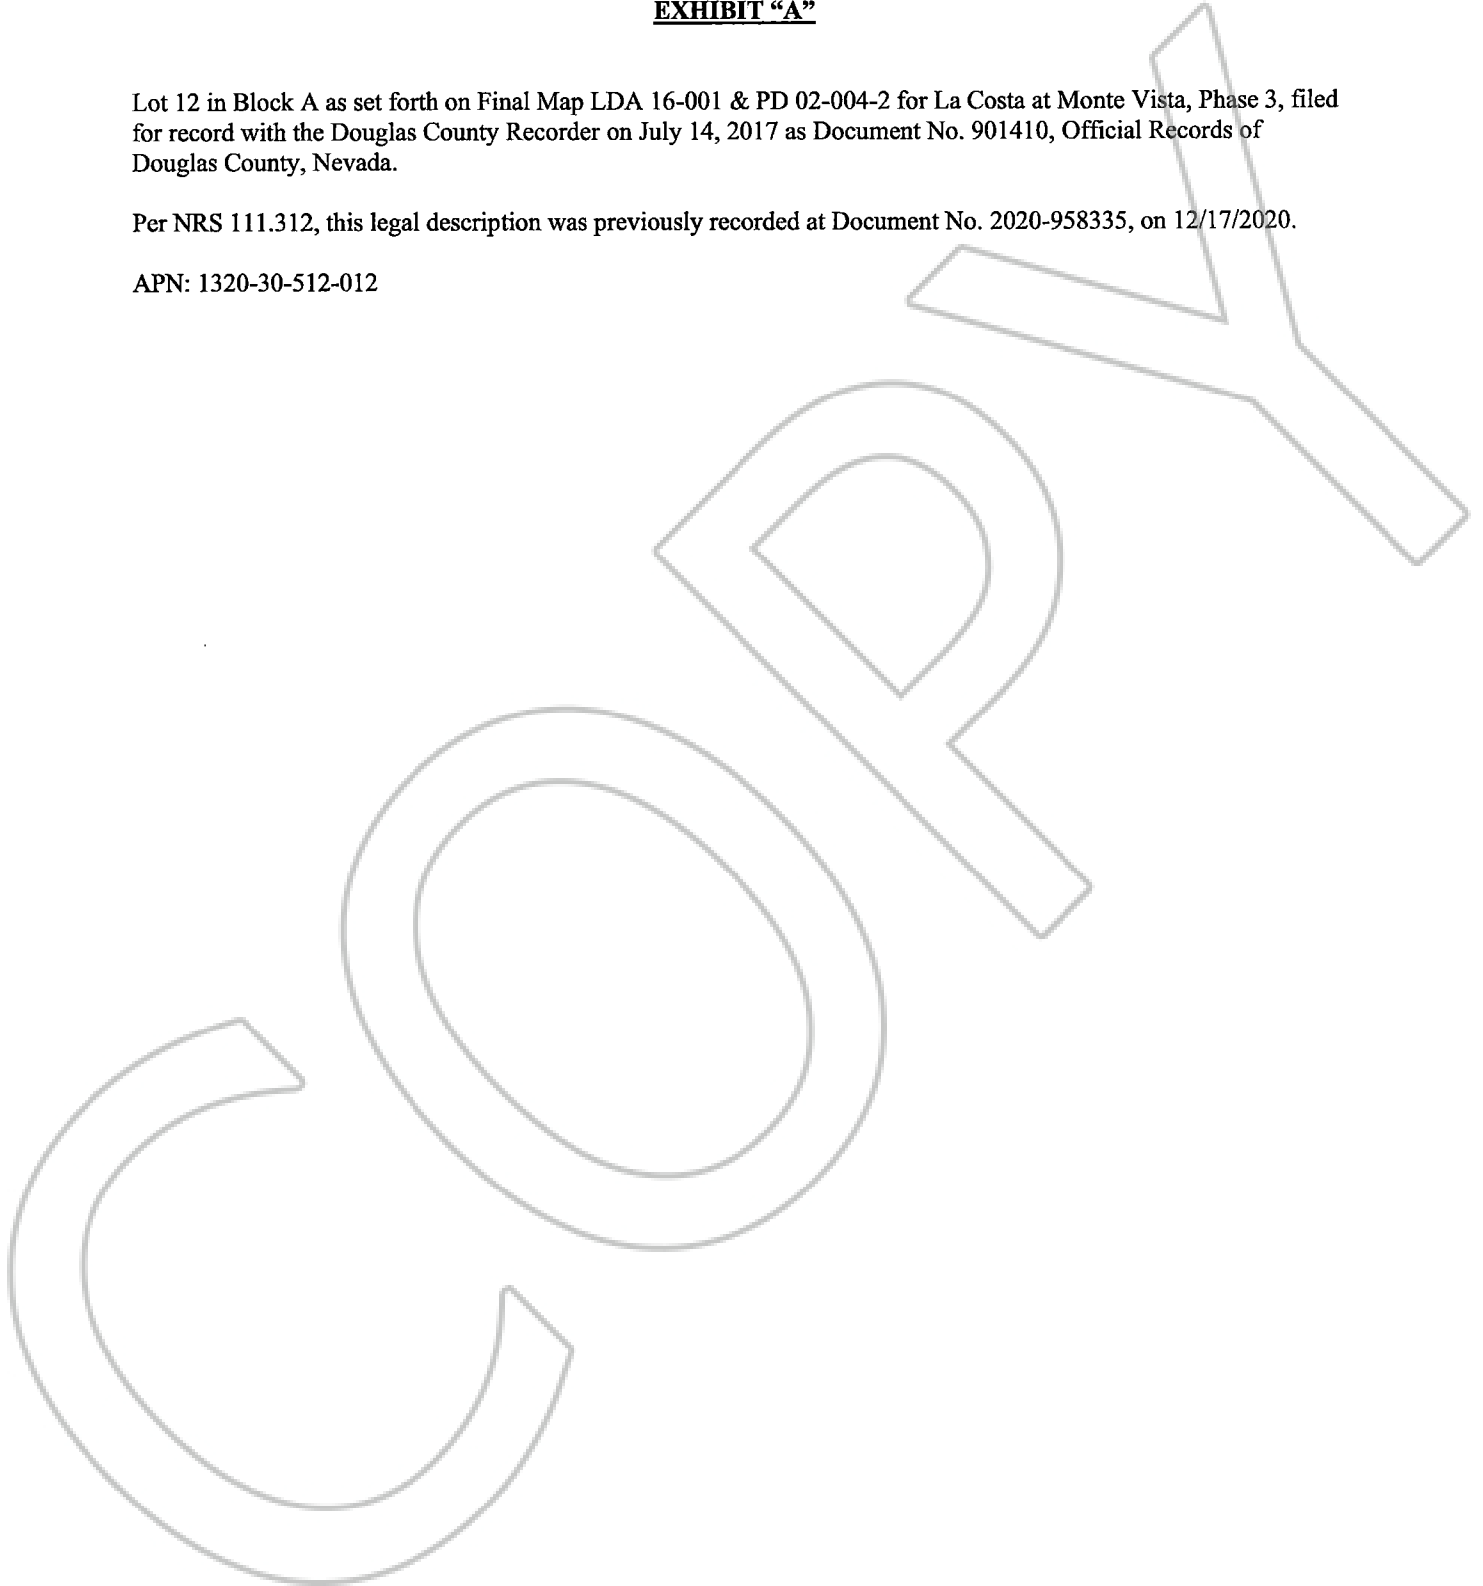 EXHIBIT “A”
Lot 12 in Block A as set forth on Final Map LDA 16-001 & PD 02-004-2 for La Costa at Monte Vista, Phase 3, filed
for record with the Douglas County Recorder on July 14, 2017 as Document No. 901410, Official Records of
Douglas County, Nevada.
Per NRS 111.312, this legal description was previously recorded at Document No. 2020-958335, on 12/17/2020.
APN: 1320-30-512-012
COPY